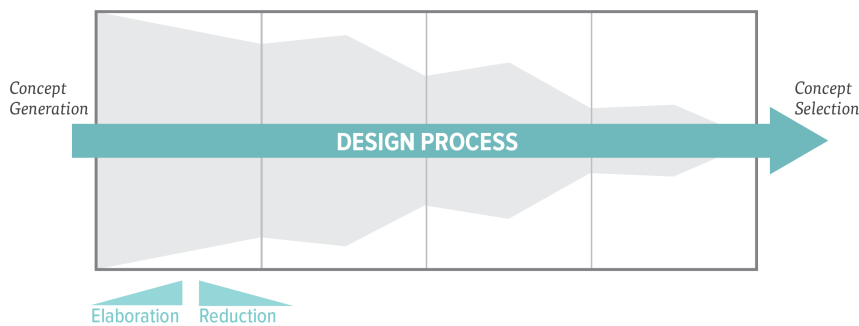 Concept
Generation
DESIGN PROCESS
Concept
Selection
Elaboration
Reduction